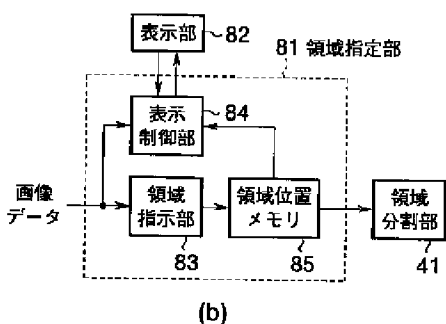 表示部
82
81 領域指定部
表示
制御部
84
画像
データ
領域
指示部
83
領域位置
メモリ
85
領域
分割部
41
(b)